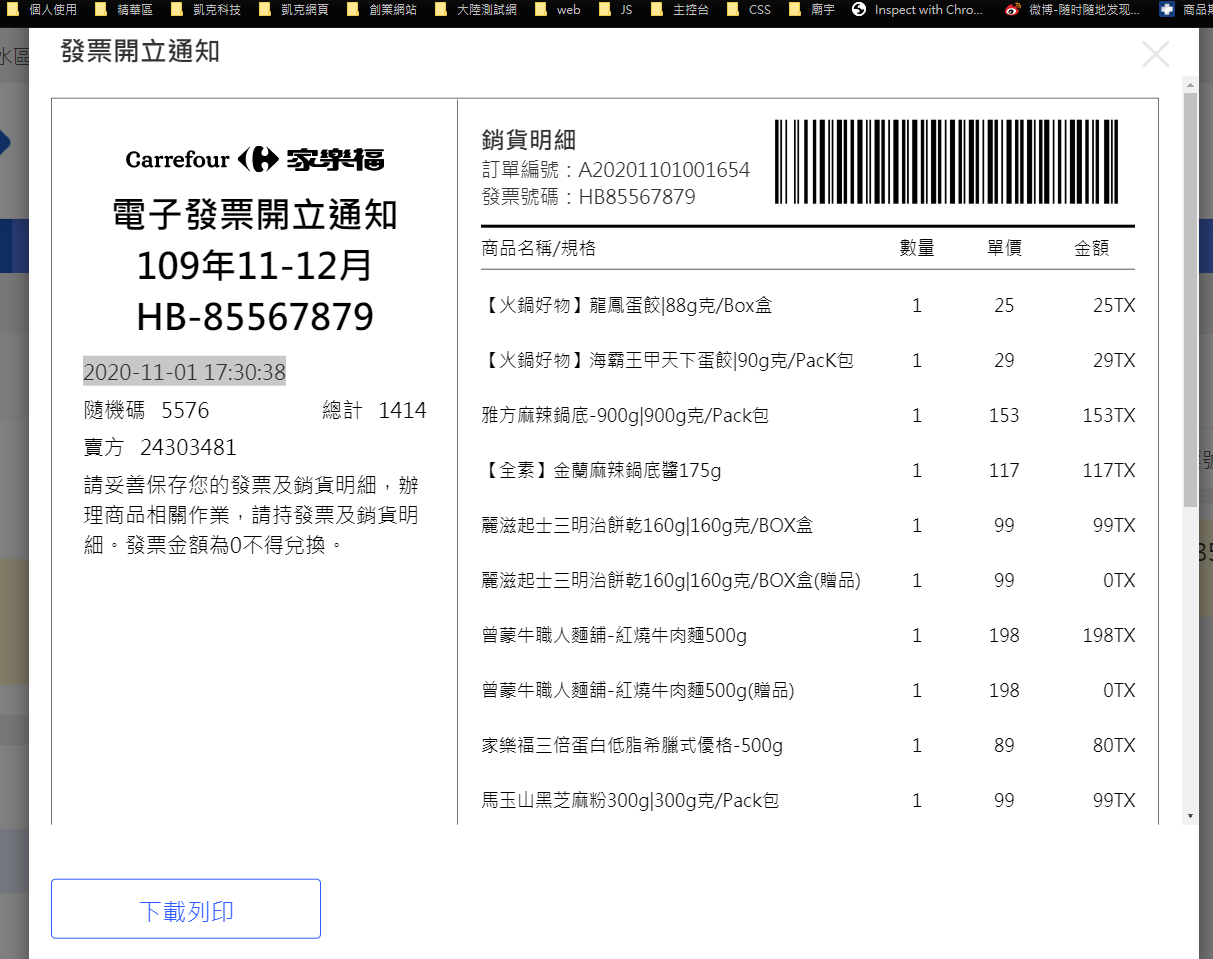 個人使用 精華區 凱克科技 凱克網頁 創業網站 大陸測試網 web JS 主控台 CSS 廟宇 Inspect with Chro... 微博-随时随地发现... 商品
發票開立通知
水區
Carrefour 家樂福
電子發票開立通知
109年11-12月
HB-85567879
2020-11-01 17:30:38
隨機碼 5576 總計 1414
賣方 24303481
請妥善保存您的發票及銷貨明細，辦
理商品相關作業，請持發票及銷貨明
細。發票金額為0不得兌換。
銷貨明細
訂單編號：A20201101001654
發票號碼：HB85567879
商品名稱/規格 數量 單價 金額
【火鍋好物】龍鳳蛋餃|88g克/Box盒 1 25 25TX
【火鍋好物】海霸王甲天下蛋餃|90g克/PacK包 1 29 29TX
雅方麻辣鍋底-900g|900g克/Pack包 1 153 153TX
【全素】金蘭麻辣鍋底醬175g 1 117 117TX
麗滋起士三明治餅乾160g|160g克/BOX盒 1 99 99TX
麗滋起士三明治餅乾160g|160g克/BOX盒(贈品) 1 99 0TX
曾蒙牛職人麵舖-紅燒牛肉麵500g 1 198 198TX
曾蒙牛職人麵舖-紅燒牛肉麵500g(贈品) 1 198 0TX
家樂福三倍蛋白低脂希臘式優格-500g 1 89 80TX
馬玉山黑芝麻粉300g|300g克/Pack包 1 99 99TX
下載列印